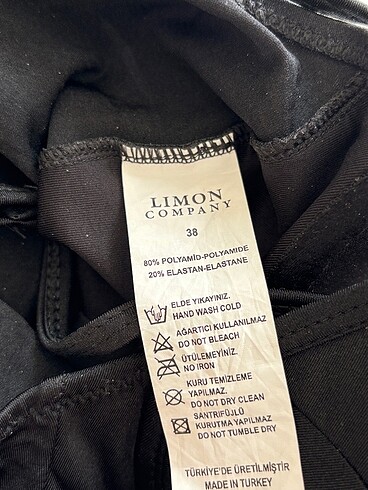 LIMON
COMPANY
38
80% POLYAMİD-POLYAMIDE
20% ELASTAN-ELASTANE
ELDE YIKAYINIZ.
HAND WASH COLD
AĞARTICI KULLANILMAZ
DO NOT BLEACH
ÜTÜLEMEYİNİZ.
NO IRON
KURU TEMİZLEME
YAPILMAZ.
DO NOT DRY CLEAN
SANTRİFÜJLÜ
KURUTMA YAPILMAZ
DO NOT TUMBLE DRY
TÜRKİYE'DE ÜRETİLMİŞTİR
MADE IN TURKEY